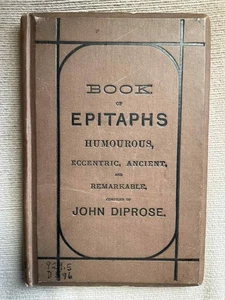 BOOK
OF
EPITAPHS
HUMOUROUS,
ECCENTRIC, ANCIENT,
AND
REMARKABLE,
COMPILED BY
JOHN DIPROSE.